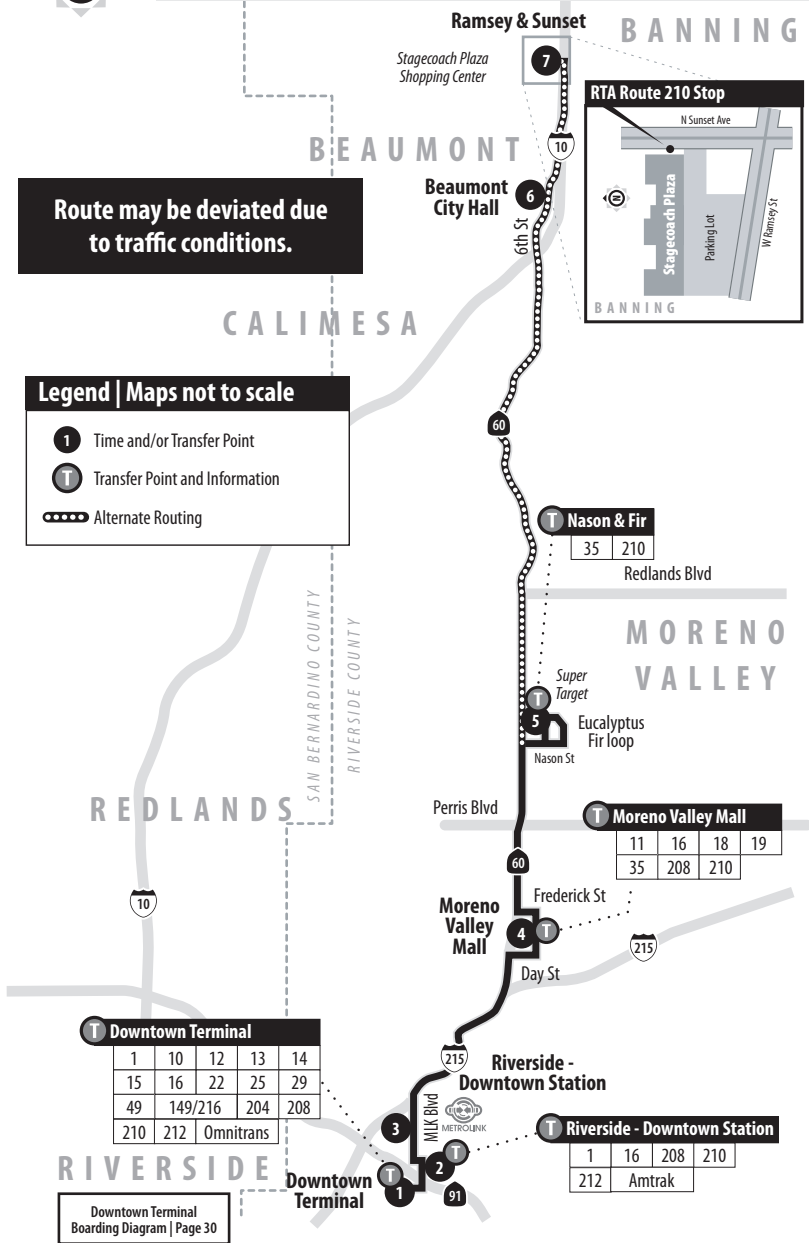 Ramsey & Sunset
BANNING
Stagecoach Plaza
Shopping Center
7
RTA Route 210 Stop
N Sunset Ave
N
Stagecoach Plaza
Parking Lot
W Ramsey St
BANNING
10
BEAUMONT
Beaumont
City Hall
6
6th St
Route may be deviated due
to traffic conditions.
CALIMESA
Legend | Maps not to scale
1 Time and/or Transfer Point
T Transfer Point and Information
Alternate Routing
60
T Nason & Fir
35 210
Redlands Blvd
MORENO
VALLEY
SAN BERNARDINO COUNTY
RIVERSIDE COUNTY
Super
Target
T
5
Eucalyptus
Fir loop
Nason St
REDLANDS
Perris Blvd
T Moreno Valley Mall
11 16 18 19
35 208 210
60
10
Frederick St
Moreno
Valley
Mall
4
T
215
Day St
T Downtown Terminal
1 10 12 13 14
15 16 22 25 29
49 149/216 204 208
210 212 Omnitrans
215
Riverside -
Downtown Station
MLK Blvd
METROLINK
3
T Riverside - Downtown Station
1 16 208 210
212 Amtrak
T
2
RIVERSIDE
Downtown
Terminal
T
1
91
Downtown Terminal
Boarding Diagram | Page 30